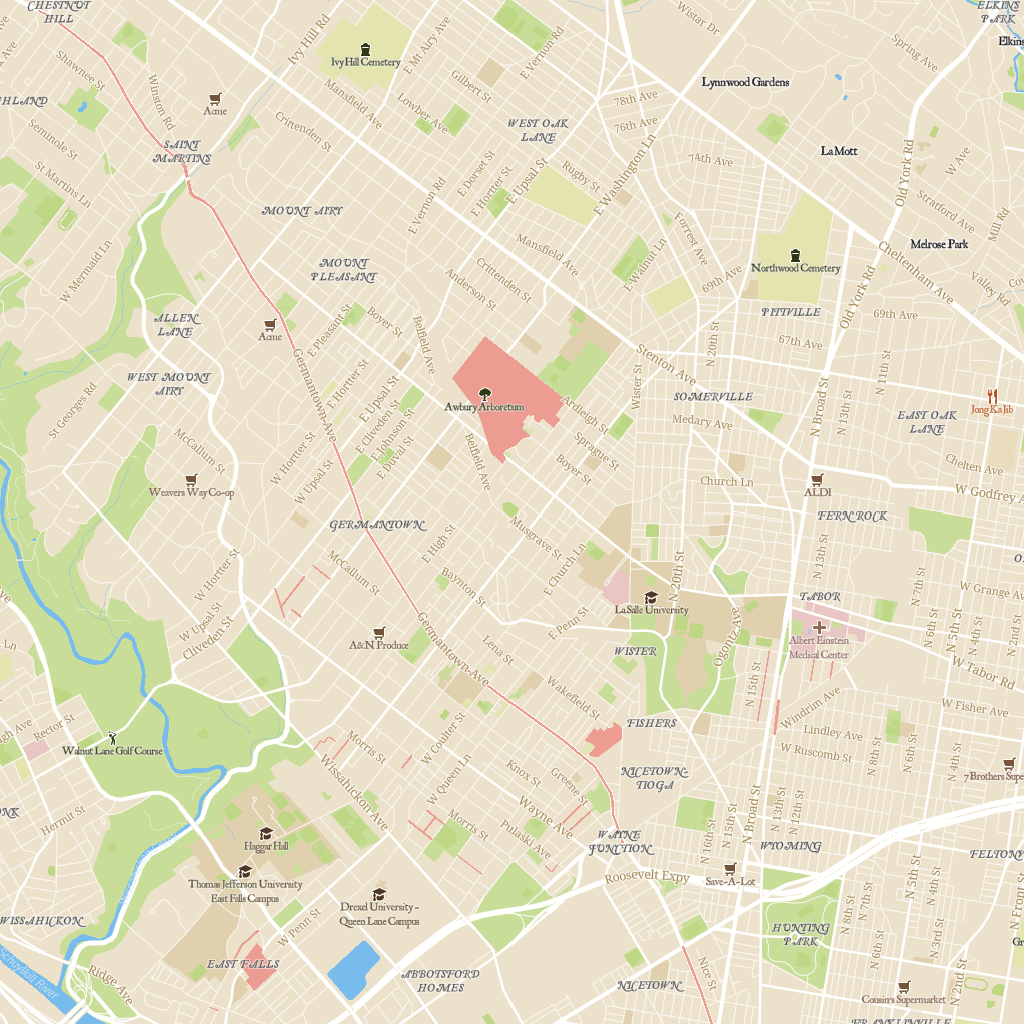 CHESTNUT
HILL
Ivy Hill Rd
E Mt Airy Ave
E Vernon Rd
Wistar Dr
ELKINS
PARK
Ivy Hill Cemetery
Shawnee St
Winston Rd
Acme
Gilbert St
Lynnwood Gardens
Spring Ave
Mansfield Ave
Lowber Ave
78th Ave
76th Ave
WEST OAK
LANE
Crittenden St
Seminole St
SAINT
MARTINS
St Martins Ln
E Dorset St
E Hortter St
E Upsal St
Rugby St
E Washington Ln
74th Ave
La Mott
Old York Rd
W Ave
MOUNT AIRY
E Vernon Rd
Stratford Ave
Mill Rd
Forrest Ave
Melrose Park
W Mermaid Ln
MOUNT
PLEASANT
Mansfield Ave
Crittenden St
Anderson St
E Walnut Ln
69th Ave
Northwood Cemetery
Cheltenham Ave
Valley Rd
Old York Rd
PITTVILLE
ALLEN
LANE
Acme
E Pleasant St
Boyer St
Belfield Ave
N 20th St
69th Ave
67th Ave
Germantown Ave
Stenton Ave
WEST MOUNT
AIRY
E Hortter St
E Upsal St
Awbury Arboretum
Ardleigh St
Wister St
SOMERVILLE
N 11th St
N 13th St
N Broad St
Jong Ka Jib
EAST OAK
LANE
St Georges Rd
E Cliveden St
E Johnson St
E Duval St
Belfield Ave
Medary Ave
McCallum St
W Hortter St
W Upsal St
Sprague St
Boyer St
Chelten Ave
Weavers Way Co-op
Church Ln
ALDI
W Godfrey A
GERMANTOWN
FERN ROCK
E High St
Musgrave St
E Church Ln
N 13th St
McCallum St
W Hortter St
Baynton St
N 20th St
N 7th St
W Grange Ave
La Salle University
TABOR
W Upsal St
Cliveden St
A&N Produce
Germantown Ave
E Penn St
Lena St
Ogontz Ave
Albert Einstein
Medical Center
N 6th St
N 5th St
N 4th St
N 2nd St
WISTER
W Tabor Rd
Wakefield St
N 15th St
Windrim Ave
W Fisher Ave
Rector St
Walnut Lane Golf Course
W Coulter St
FISHERS
Lindley Ave
W Ruscomb St
Morris St
Wissahickon Ave
W Queen Ln
Knox St
Greene St
NICETOWN-
TIOGA
N 8th St
N 6th St
N 4th St
7 Brothers Supe
Hermit St
Haggar Hall
Morris St
Wayne Ave
Pulaski Ave
WAYNE
JUNCTION
N 16th St
N 15th St
N Broad St
N 13th St
N 12th St
WYOMING
FELTONV
Thomas Jefferson University
East Falls Campus
Roosevelt Expy
Save-A-Lot
N 5th St
N 4th St
N Front S
Drexel University -
Queen Lane Campus
WISSAHICKON
W Penn St
HUNTING
PARK
N 8th St
N 7th St
N 6th St
N 3rd St
Schuylkill River
Ridge Ave
EAST FALLS
ABBOTSFORD
HOMES
Nice St
NICETOWN
Cousin's Supermarket
N 2nd St
FRANKLINVILLE